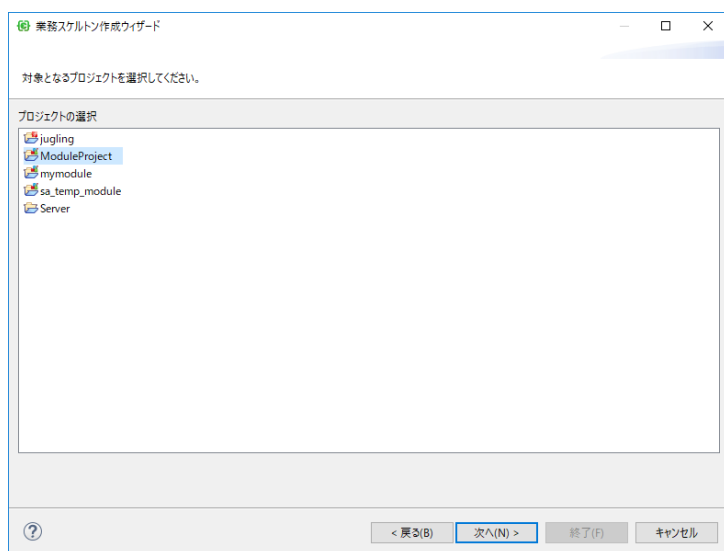 業務スケルトン作成ウィザード
対象となるプロジェクトを選択してください。
プロジェクトの選択
jugling
ModuleProject
mymodule
sa_temp_module
Server
< 戻る(B) 次へ(N) > 終了(F) キャンセル